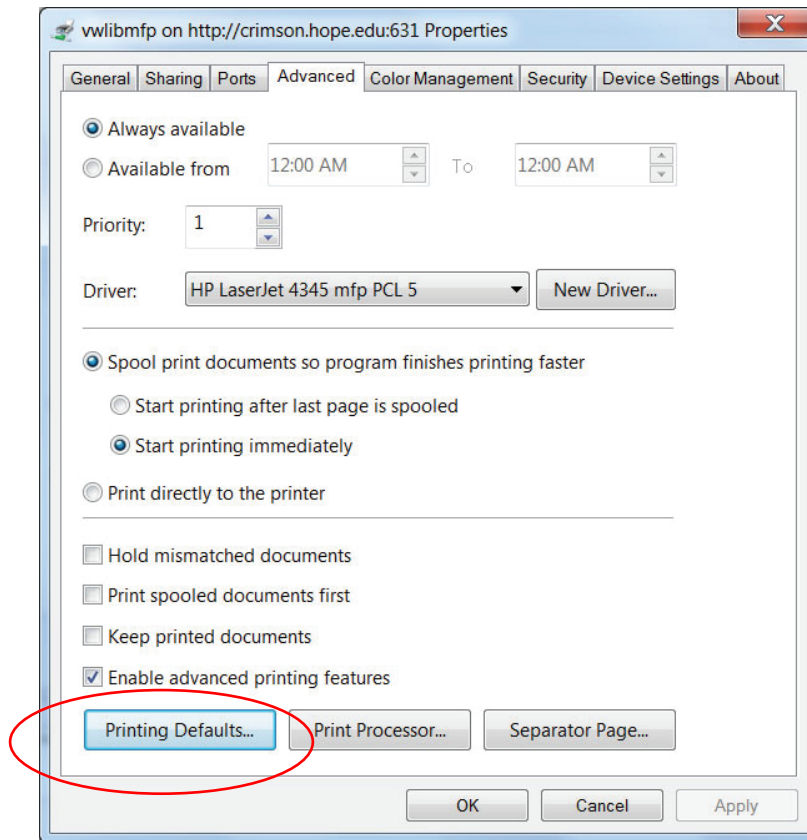 vwlibmfp on http://crimson.hope.edu:631 Properties
General Sharing Ports Advanced Color Management Security Device Settings About
Always available
Available from 12:00 AM To 12:00 AM
Priority: 1
Driver: HP LaserJet 4345 mfp PCL 5 New Driver...
Spool print documents so program finishes printing faster
Start printing after last page is spooled
Start printing immediately
Print directly to the printer
Hold mismatched documents
Print spooled documents first
Keep printed documents
Enable advanced printing features
Printing Defaults... Print Processor... Separator Page...
OK Cancel Apply